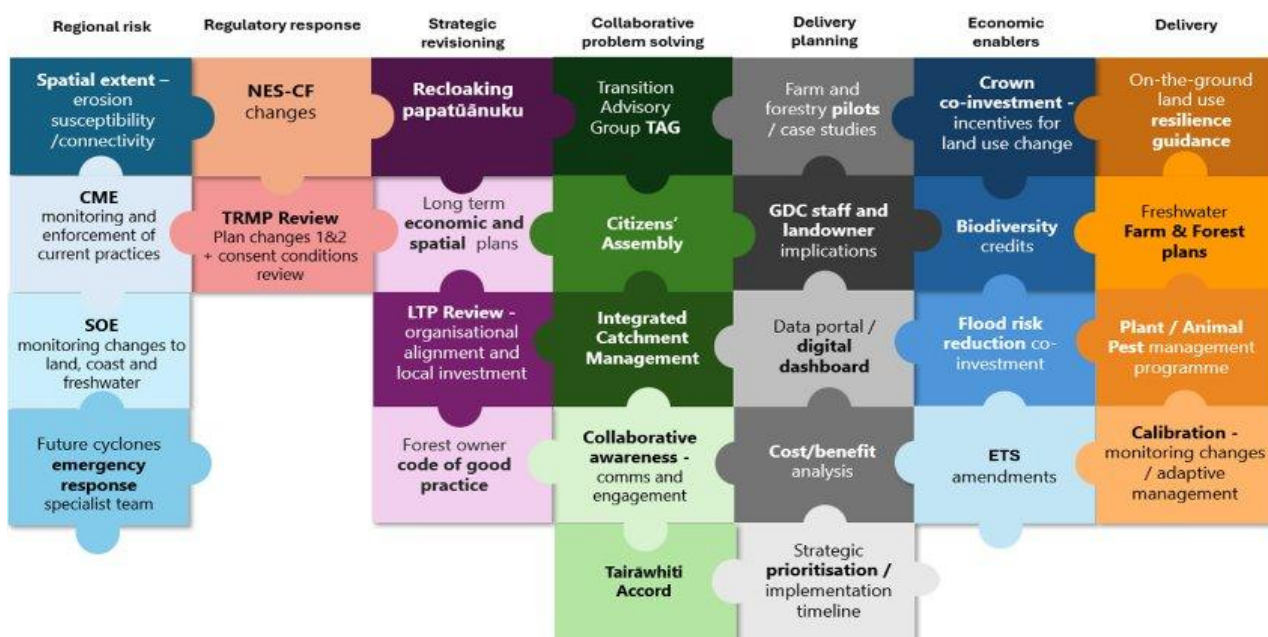 Regional risk
Regulatory response
Strategic
revisioning
Collaborative
problem solving
Delivery
planning
Economic
enablers
Delivery
Spatial extent –
erosion
susceptibility
/connectivity
NES-CF
changes
Recloaking
papatūānuku
Transition
Advisory
Group TAG
Farm and
forestry pilots
/ case studies
Crown
co-investment -
incentives for
land use change
On-the-ground
land use
resilience
guidance
CME
monitoring and
enforcement of
current practices
TRMP Review
Plan changes 1&2
+ consent conditions
review
Long term
economic and
spatial plans
Citizens’
Assembly
GDC staff and
landowner
implications
Biodiversity
credits
Freshwater
Farm & Forest
plans
SOE
monitoring changes to
land, coast and
freshwater
LTP Review -
organisational
alignment and
local investment
Integrated
Catchment
Management
Data portal /
digital
dashboard
Flood risk
reduction co-
investment
Plant / Animal
Pest management
programme
Future cyclones
emergency
response
specialist team
Forest owner
code of good
practice
Collaborative
awareness -
comms and
engagement
Cost/benefit
analysis
ETS
amendments
Calibration -
monitoring changes
/ adaptive
management
Tairāwhiti
Accord
Strategic
prioritisation /
implementation
timeline